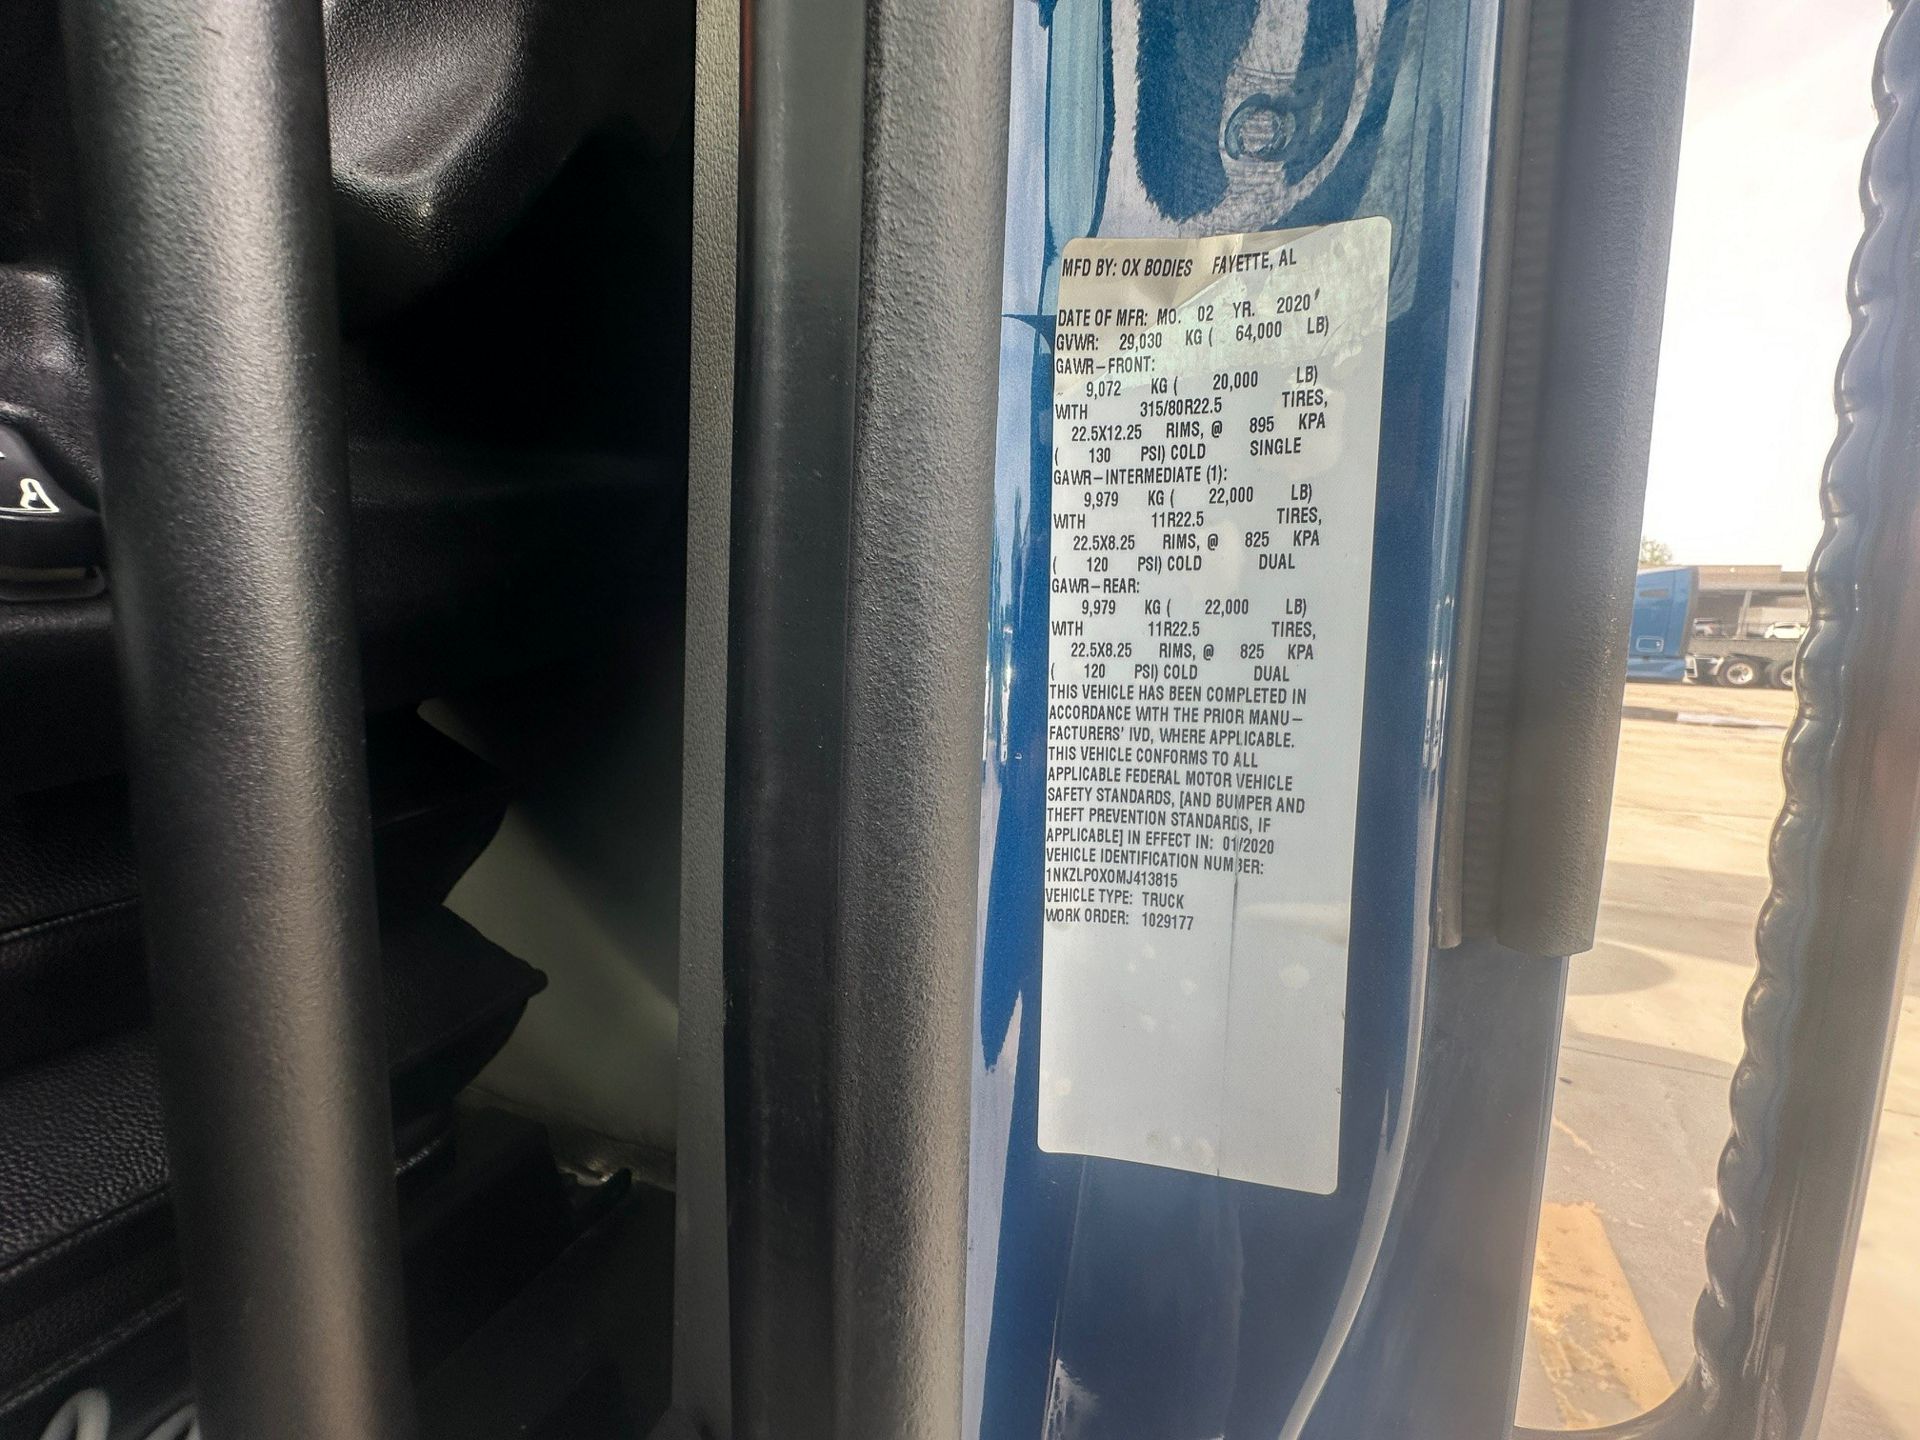 MFD BY: OX BODIES FAYETTE, AL
DATE OF MFR: MO. 02 YR. 2020
GVWR: 29,030 KG ( 64,000 LB)
GAWR-FRONT:
9,072 KG ( 20,000 LB)
WITH 315/80R22.5 TIRES,
22.5X12.25 RIMS, @ 895 KPA
( 130 PSI) COLD SINGLE
GAWR-INTERMEDIATE (1):
9,979 KG ( 22,000 LB)
WITH 11R22.5 TIRES,
22.5X8.25 RIMS, @ 825 KPA
( 120 PSI) COLD DUAL
GAWR-REAR:
9,979 KG ( 22,000 LB)
WITH 11R22.5 TIRES,
22.5X8.25 RIMS, @ 825 KPA
( 120 PSI) COLD DUAL
THIS VEHICLE HAS BEEN COMPLETED IN
ACCORDANCE WITH THE PRIOR MANU-
FACTURERS' IVD, WHERE APPLICABLE.
THIS VEHICLE CONFORMS TO ALL
APPLICABLE FEDERAL MOTOR VEHICLE
SAFETY STANDARDS, [AND BUMPER AND
THEFT PREVENTION STANDARDS, IF
APPLICABLE] IN EFFECT IN: 01/2020
VEHICLE IDENTIFICATION NUMBER:
1NKZLP0X0MJ413815
VEHICLE TYPE: TRUCK
WORK ORDER: 1029177